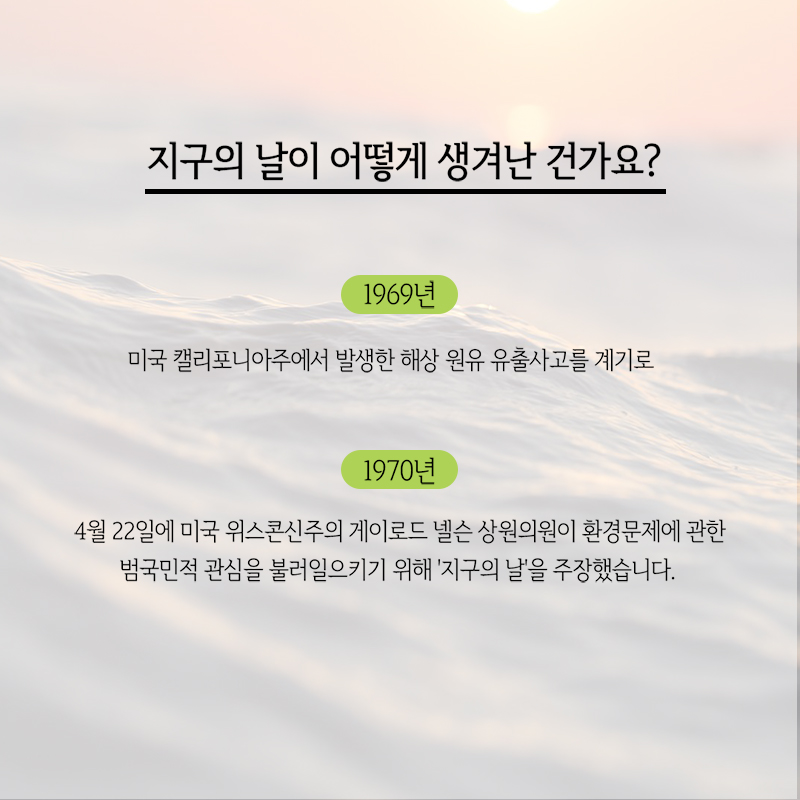 지구의 날이 어떻게 생겨난 건가요?
1969년
미국 캘리포니아주에서 발생한 해상 원유 유출사고를 계기로
1970년
4월 22일에 미국 위스콘신주의 게이로드 넬슨 상원의원이 환경문제에 관한
범국민적 관심을 불러일으키기 위해 '지구의 날'을 주장했습니다.